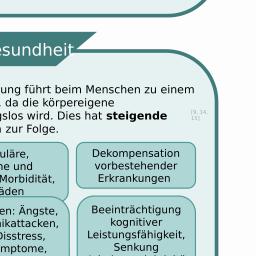 esundheit
ung führt beim Menschen zu einem
, da die körpereigene
gslos wird. Dies hat steigende
[9, 14,
15]
zur Folge.
uläre,
ne und
Morbidität,
äden
Dekompensation
vorbestehender
Erkrankungen
en: Ängste,
nikattacken,
Disstress,
mptome,
Beeinträchtigung
kognitiver
Leistungsfähigkeit,
Senkung